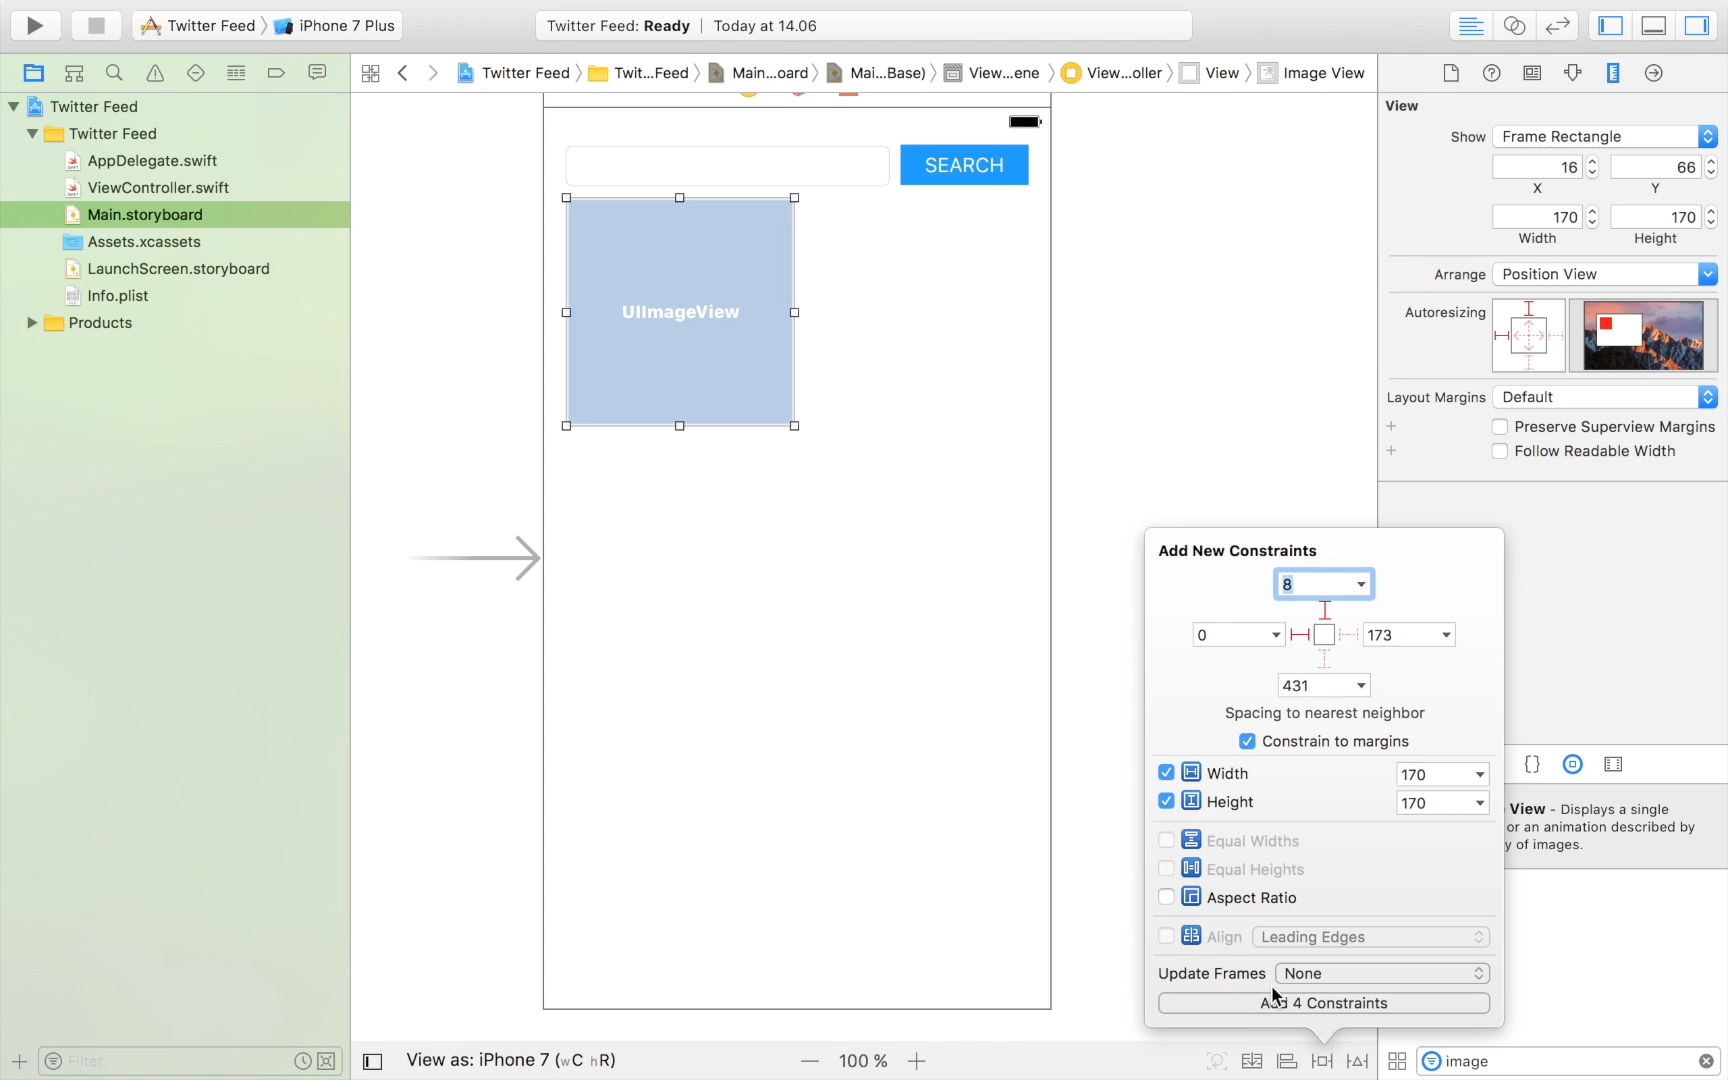 Twitter Feed iPhone 7 Plus
Twitter Feed: Ready Today at 14.06
Twitter Feed Twit...Feed Main...oard Mai...Base) View...ene View...oller View Image View
Twitter Feed
Twitter Feed
AppDelegate.swift
ViewController.swift
Main.storyboard
Assets.xcassets
LaunchScreen.storyboard
Info.plist
Products
SEARCH
UIImageView
View
Show Frame Rectangle
16 66
X Y
170 170
Width Height
Arrange Position View
Autoresizing
Layout Margins Default
Preserve Superview Margins
Follow Readable Width
Add New Constraints
8
0 173
431
Spacing to nearest neighbor
Constrain to margins
Width 170
Height 170
Equal Widths
Equal Heights
Aspect Ratio
Align Leading Edges
Update Frames None
Add 4 Constraints
{}
View - Displays a single
or an animation described by
y of images.
Filter
View as: iPhone 7 (wC hR)
100 %
image